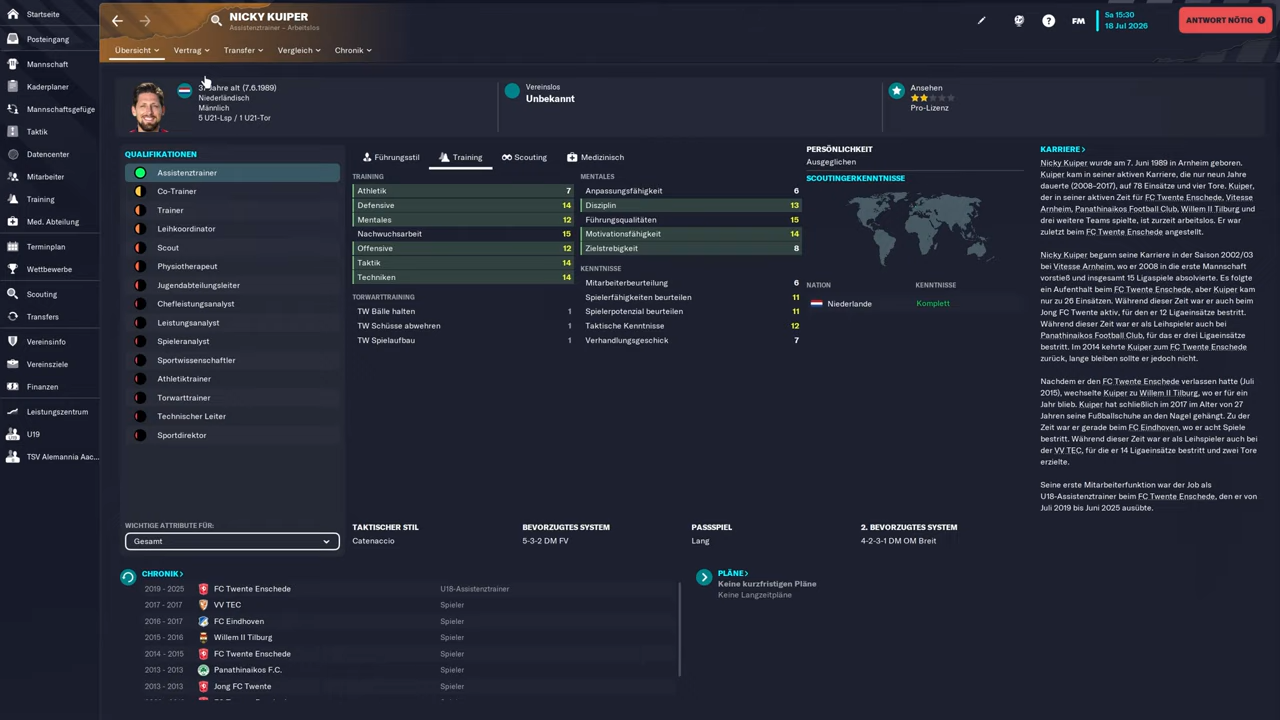 Startseite
Posteingang
Mannschaft
Kaderplaner
Mannschaftsgefüge
Taktik
Datencenter
Mitarbeiter
Training
Med. Abteilung
Terminplan
Wettbewerbe
Scouting
Transfers
Vereinsinfo
Vereinsziele
Finanzen
Leistungszentrum
U19
TSV Alemannia Aac...
NICKY KUIPER
Assistenztrainer – Arbeitslos
FM
Sa 15:30
18 Jul 2026
ANTWORT NÖTIG
Übersicht
Vertrag
Transfer
Vergleich
Chronik
Jahre alt (7.6.1989)
Niederländisch
Männlich
5 U21-Lsp / 1 U21-Tor
Vereinslos
Unbekannt
Ansehen
Pro-Lizenz
QUALIFIKATIONEN
Assistenztrainer
Co-Trainer
Trainer
Leihkoordinator
Scout
Physiotherapeut
Jugendabteilungsleiter
Chefleistungsanalyst
Leistungsanalyst
Spieleranalyst
Sportwissenschaftler
Athletiktrainer
Torwarttrainer
Technischer Leiter
Sportdirektor
WICHTIGE ATTRIBUTE FÜR:
Gesamt
Führungsstil
Training
Scouting
Medizinisch
TRAINING
Athletik 7
Defensive 14
Mentales 12
Nachwuchsarbeit 15
Offensive 12
Taktik 14
Techniken 14
TORWARTTRAINING
TW Bälle halten 1
TW Schüsse abwehren 1
TW Spielaufbau 1
MENTALES
Anpassungsfähigkeit 6
Disziplin 13
Führungsqualitäten 15
Motivationsfähigkeit 14
Zielstrebigkeit 8
KENNTNISSE
Mitarbeiterbeurteilung 6
Spielerfähigkeiten beurteilen 11
Spielerpotenzial beurteilen 11
Taktische Kenntnisse 12
Verhandlungsgeschick 7
PERSÖNLICHKEIT
Ausgeglichen
SCOUTINGERKENNTNISSE
NATION KENNTNISSE
Niederlande Komplett
KARRIERE >
Nicky Kuiper wurde am 7. Juni 1989 in Arnheim geboren.
Kuiper kam in seiner aktiven Karriere, die nur neun Jahre
dauerte (2008–2017), auf 78 Einsätze und vier Tore. Kuiper,
der in seiner aktiven Zeit für FC Twente Enschede, Vitesse
Arnheim, Panathinaikos Football Club, Willem II Tilburg und
drei weitere Teams spielte, ist zurzeit arbeitslos. Er war
zuletzt beim FC Twente Enschede angestellt.
Nicky Kuiper begann seine Karriere in der Saison 2002/03
bei Vitesse Arnheim, wo er 2008 in die erste Mannschaft
vorstieß und insgesamt 15 Ligaspiele absolvierte. Es folgte
ein Aufenthalt beim FC Twente Enschede, aber Kuiper kam
nur zu 26 Einsätzen. Während dieser Zeit war er auch beim
Jong FC Twente aktiv, für den er 12 Ligaeinsätze bestritt.
Während dieser Zeit war er als Leihspieler auch bei
Panathinaikos Football Club, für das er drei Ligaeinsätze
bestritt. Im 2014 kehrte Kuiper zum FC Twente Enschede
zurück, lange bleiben sollte er jedoch nicht.
Nachdem er den FC Twente Enschede verlassen hatte (Juli
2015), wechselte Kuiper zu Willem II Tilburg, wo er für ein
Jahr blieb. Kuiper hat schließlich im 2017 im Alter von 27
Jahren seine Fußballschuhe an den Nagel gehängt. Zu der
Zeit war er gerade beim FC Eindhoven, wo er acht Spiele
bestritt. Während dieser Zeit war er als Leihspieler auch bei
der VV TEC, für die er 14 Ligaeinsätze bestritt und zwei Tore
erzielte.
Seine erste Mitarbeiterfunktion war der Job als
U18-Assistenztrainer beim FC Twente Enschede, den er von
Juli 2019 bis Juni 2025 ausübte.
TAKTISCHER STIL
Catenaccio
BEVORZUGTES SYSTEM
5-3-2 DM FV
PASSSPIEL
Lang
2. BEVORZUGTES SYSTEM
4-2-3-1 DM OM Breit
CHRONIK >
2019 - 2025 FC Twente Enschede U18-Assistenztrainer
2017 - 2017 VV TEC Spieler
2016 - 2017 FC Eindhoven Spieler
2015 - 2016 Willem II Tilburg Spieler
2014 - 2015 FC Twente Enschede Spieler
2013 - 2013 Panathinaikos F.C. Spieler
2013 - 2013 Jong FC Twente Spieler
PLÄNE >
Keine kurzfristigen Pläne
Keine Langzeitpläne